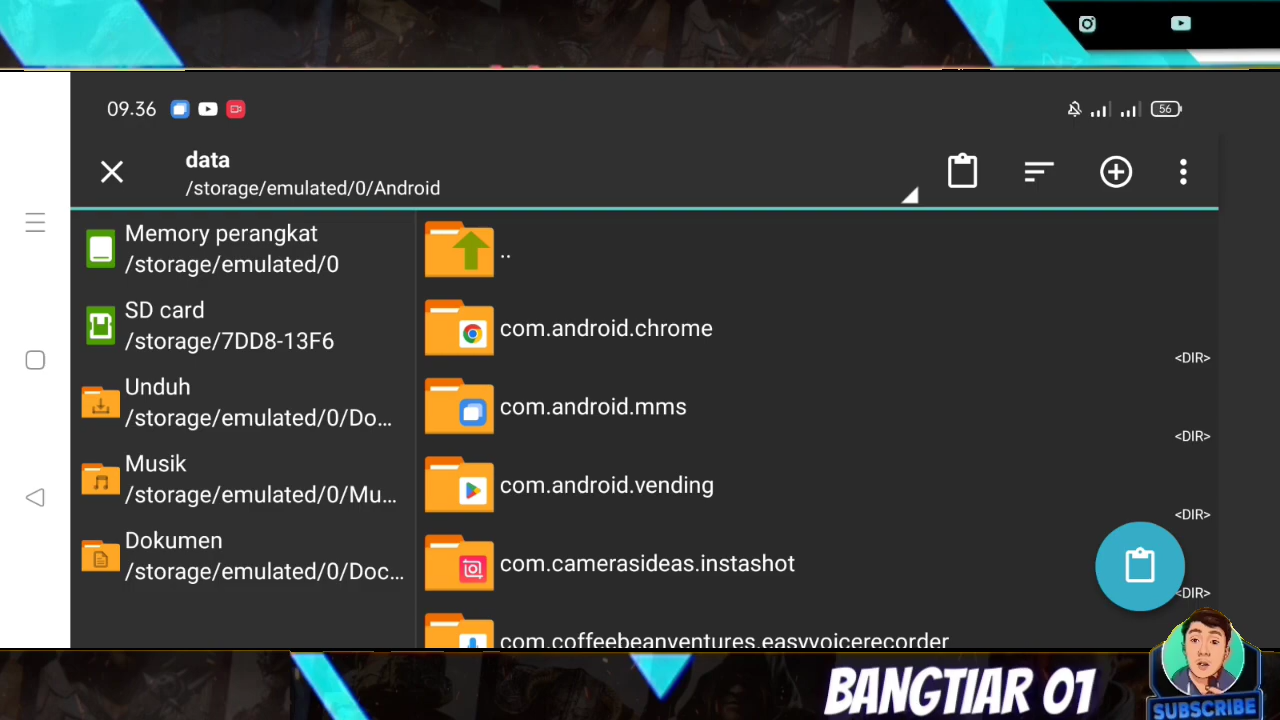 09.36
56
data
/storage/emulated/0/Android
Memory perangkat
/storage/emulated/0
SD card
/storage/7DD8-13F6
Unduh
/storage/emulated/0/Do...
Musik
/storage/emulated/0/Mu...
Dokumen
/storage/emulated/0/Doc...
..
com.android.chrome
<DIR>
com.android.mms
<DIR>
com.android.vending
<DIR>
com.camerasideas.instashot
<DIR>
com.coffeebeanventures.easyvoicerecorder
BANGTIAR 01
SUBSCRIBE